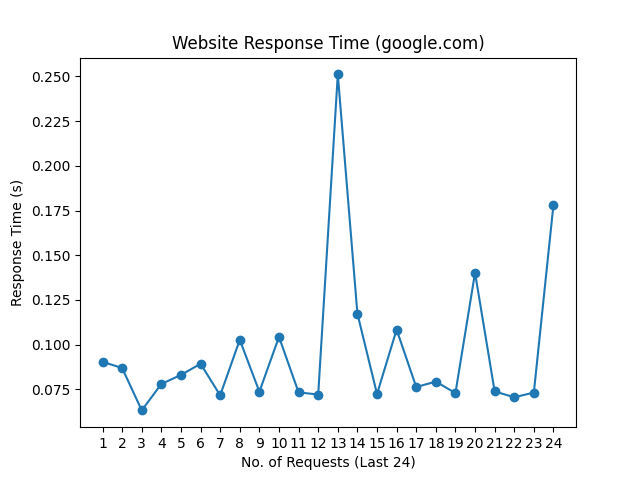 Website Response Time (google.com)
0.250
0.225
0.200
0.175
0.150
0.125
0.100
0.075
Response Time (s)
1 2 3 4 5 6 7 8 9 10 11 12 13 14 15 16 17 18 19 20 21 22 23 24
No. of Requests (Last 24)